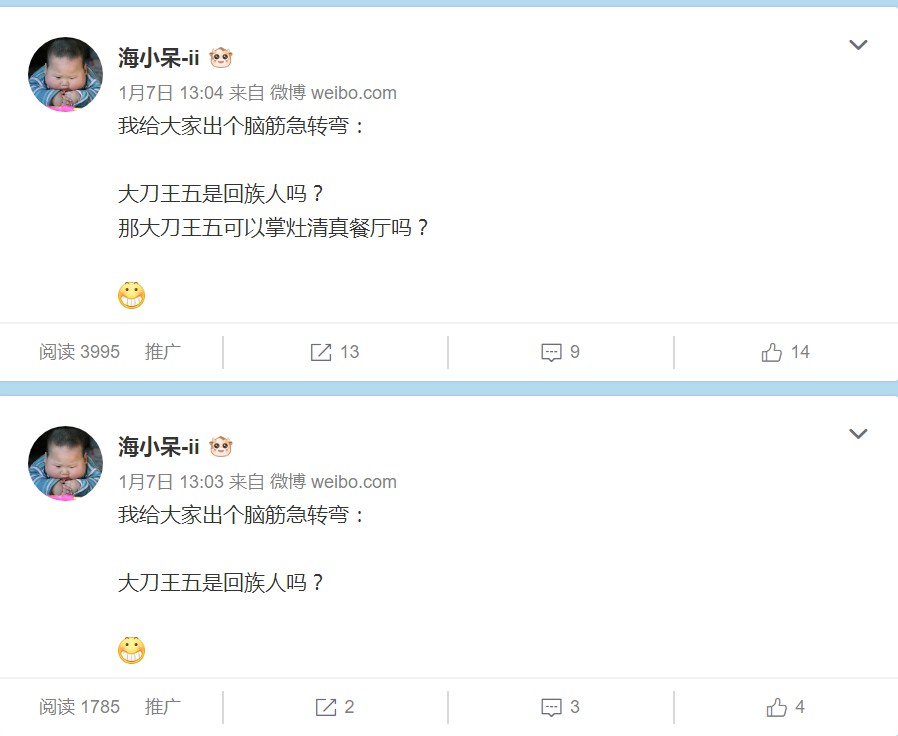 海小呆-ii
1月7日 13:04 来自 微博 weibo.com
我给大家出个脑筋急转弯：
大刀王五是回族人吗？
那大刀王五可以掌灶清真餐厅吗？
阅读 3995 推广 13 9 14
海小呆-ii
1月7日 13:03 来自 微博 weibo.com
我给大家出个脑筋急转弯：
大刀王五是回族人吗？
阅读 1785 推广 2 3 4